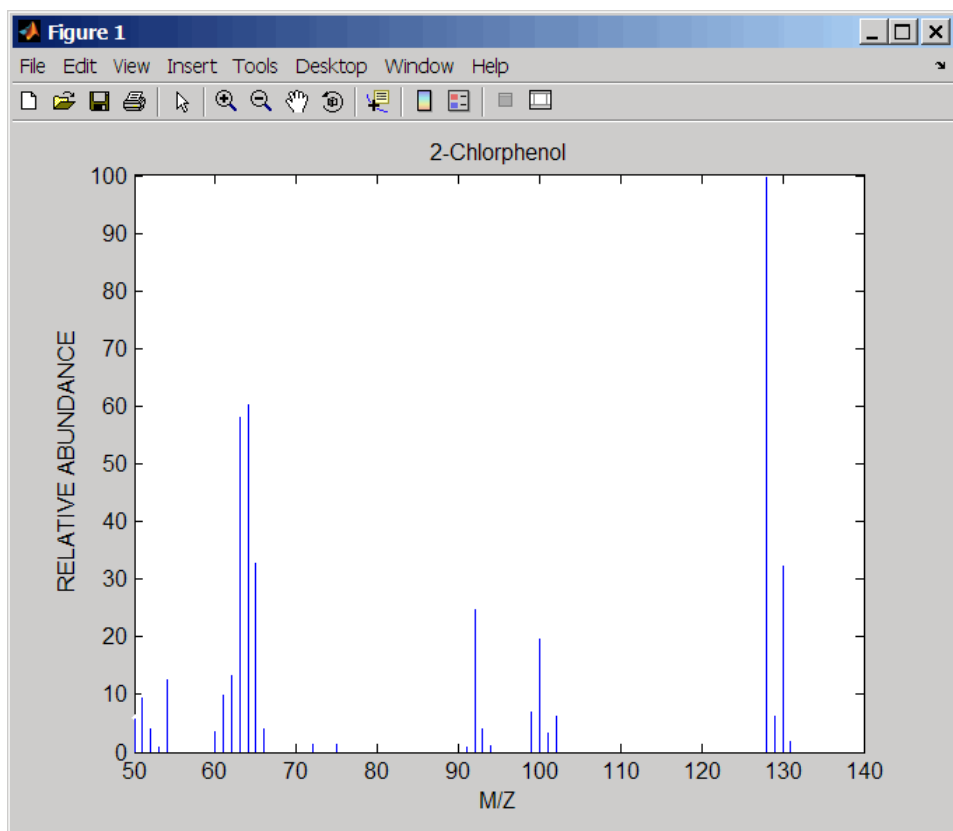 Figure 1
File Edit View Insert Tools Desktop Window Help
2-Chlorphenol
100
90
80
70
60
50
40
30
20
10
0
RELATIVE ABUNDANCE
50 60 70 80 90 100 110 120 130 140
M/Z